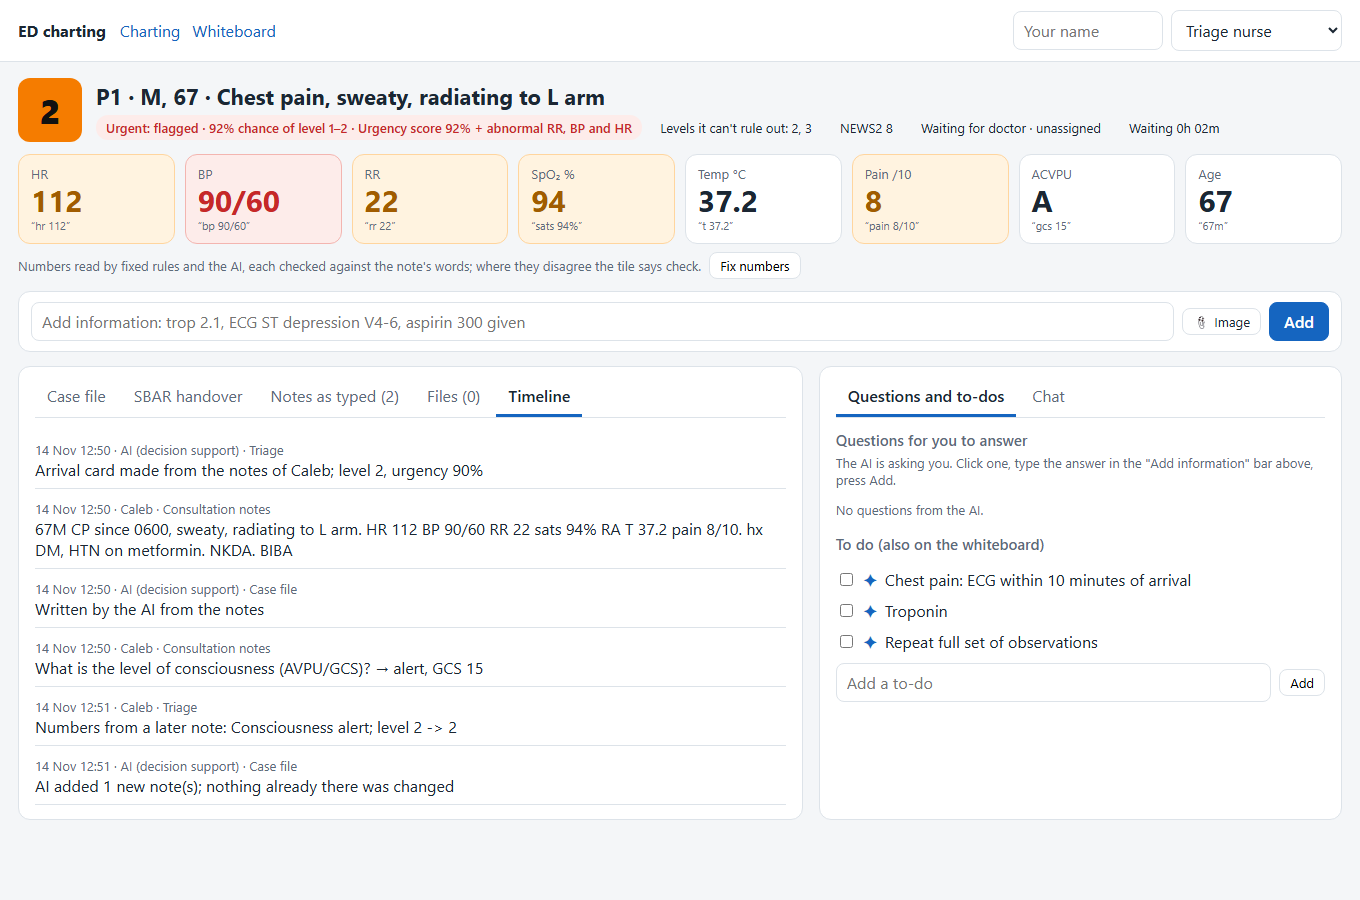 ED charting Charting Whiteboard Your name Triage nurse
2
P1 · M, 67 · Chest pain, sweaty, radiating to L arm
Urgent: flagged · 92% chance of level 1–2 · Urgency score 92% + abnormal RR, BP and HR Levels it can't rule out: 2, 3 NEWS2 8 Waiting for doctor · unassigned Waiting 0h 02m
HR BP RR SpO₂ % Temp °C Pain /10 ACVPU Age
112 90/60 22 94 37.2 8 A 67
"hr 112" "bp 90/60" "rr 22" "sats 94%" "t 37.2" "pain 8/10" "gcs 15" "67m"
Numbers read by fixed rules and the AI, each checked against the note's words; where they disagree the tile says check. Fix numbers
Add information: trop 2.1, ECG ST depression V4-6, aspirin 300 given Image Add
Case file SBAR handover Notes as typed (2) Files (0) Timeline
14 Nov 12:50 · AI (decision support) · Triage
Arrival card made from the notes of Caleb; level 2, urgency 90%
14 Nov 12:50 · Caleb · Consultation notes
67M CP since 0600, sweaty, radiating to L arm. HR 112 BP 90/60 RR 22 sats 94% RA T 37.2 pain 8/10. hx
DM, HTN on metformin. NKDA. BIBA
14 Nov 12:50 · AI (decision support) · Case file
Written by the AI from the notes
14 Nov 12:50 · Caleb · Consultation notes
What is the level of consciousness (AVPU/GCS)? → alert, GCS 15
14 Nov 12:51 · Caleb · Triage
Numbers from a later note: Consciousness alert; level 2 -> 2
14 Nov 12:51 · AI (decision support) · Case file
AI added 1 new note(s); nothing already there was changed
Questions and to-dos Chat
Questions for you to answer
The AI is asking you. Click one, type the answer in the "Add information" bar above,
press Add.
No questions from the AI.
To do (also on the whiteboard)
Chest pain: ECG within 10 minutes of arrival
Troponin
Repeat full set of observations
Add a to-do Add